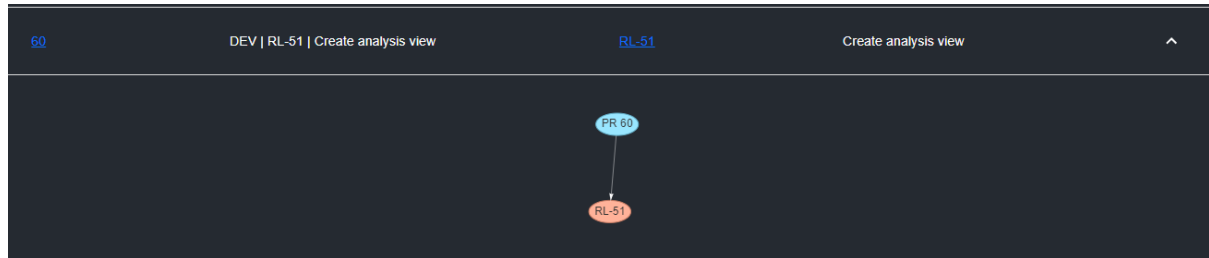 60 DEV | RL-51 | Create analysis view RL-51 Create analysis view
PR 60
RL-51